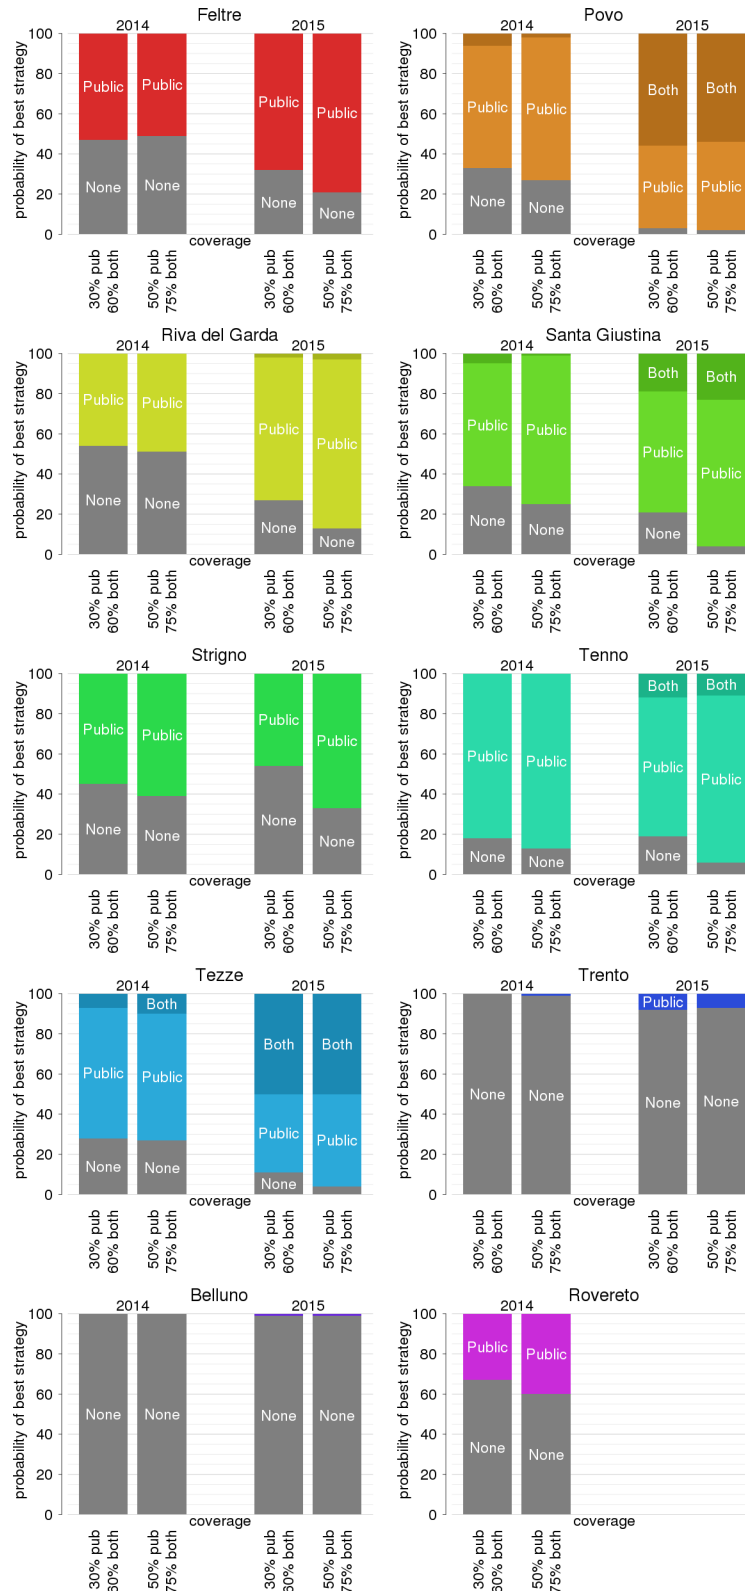 Feltre
2014 2015
probability of best strategy
100
80
60
40
20
0
Public Public Public Public
None None None None
coverage
30% pub
60% both
50% pub
75% both
30% pub
60% both
50% pub
75% both
Povo
2014 2015
probability of best strategy
100
80
60
40
20
0
Both Both
Public Public Public Public
None None
coverage
30% pub
60% both
50% pub
75% both
30% pub
60% both
50% pub
75% both
Riva del Garda
2014 2015
probability of best strategy
100
80
60
40
20
0
Public Public Public Public
None None None None
coverage
30% pub
60% both
50% pub
75% both
30% pub
60% both
50% pub
75% both
Santa Giustina
2014 2015
probability of best strategy
100
80
60
40
20
0
Both Both
Public Public Public Public
None None None
coverage
30% pub
60% both
50% pub
75% both
30% pub
60% both
50% pub
75% both
Strigno
2014 2015
probability of best strategy
100
80
60
40
20
0
Public Public Public Public
None None None None
coverage
30% pub
60% both
50% pub
75% both
30% pub
60% both
50% pub
75% both
Tenno
2014 2015
probability of best strategy
100
80
60
40
20
0
Both Both
Public Public Public Public
None None None
coverage
30% pub
60% both
50% pub
75% both
30% pub
60% both
50% pub
75% both
Tezze
2014 2015
probability of best strategy
100
80
60
40
20
0
Both Both Both
Public Public Public Public
None None None
coverage
30% pub
60% both
50% pub
75% both
30% pub
60% both
50% pub
75% both
Trento
2014 2015
probability of best strategy
100
80
60
40
20
0
Public
None None None None
coverage
30% pub
60% both
50% pub
75% both
30% pub
60% both
50% pub
75% both
Belluno
2014 2015
probability of best strategy
100
80
60
40
20
0
None None None None
coverage
30% pub
60% both
50% pub
75% both
30% pub
60% both
50% pub
75% both
Rovereto
2014
probability of best strategy
100
80
60
40
20
0
Public Public
None None
coverage
30% pub
60% both
50% pub
75% both